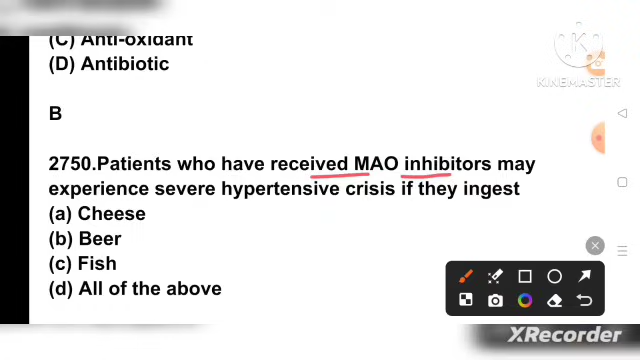 (C) Anti-oxidant
(D) Antibiotic
KINEMASTER
B
2750.Patients who have received MAO inhibitors may
experience severe hypertensive crisis if they ingest
(a) Cheese
(b) Beer
(c) Fish
(d) All of the above
XRecorder